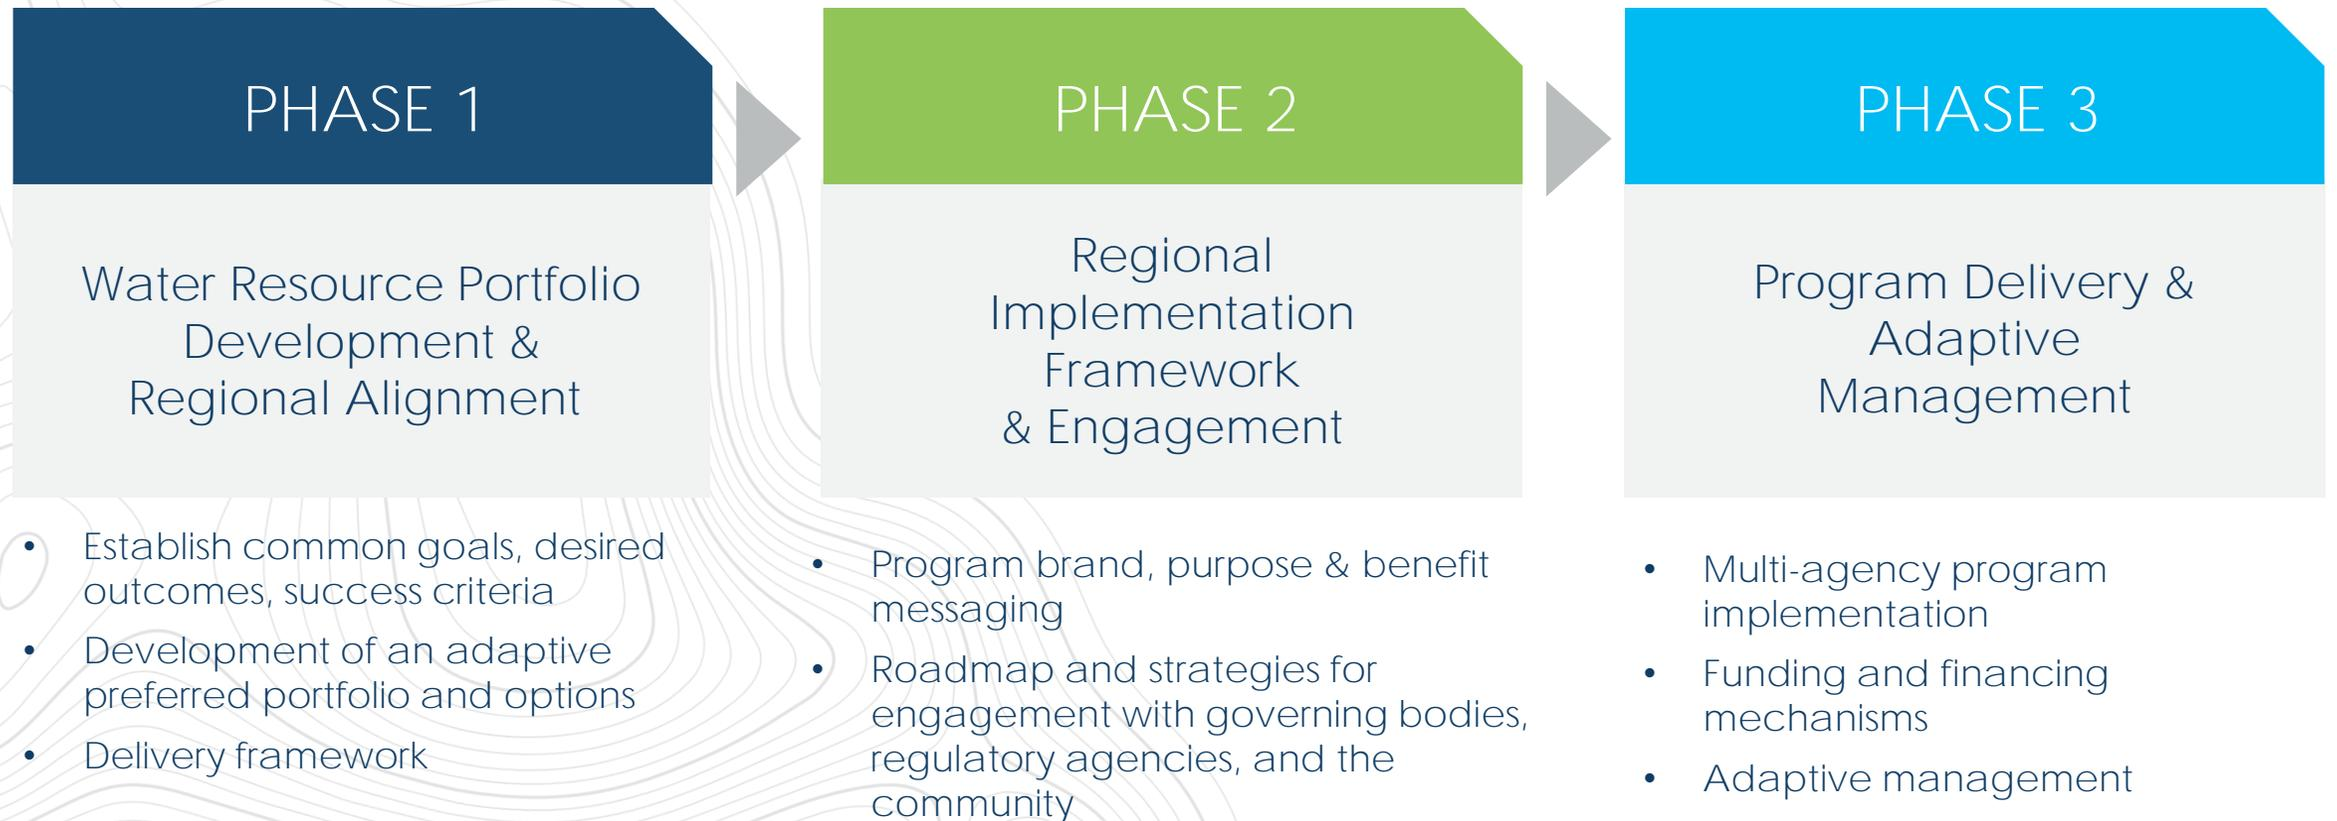 PHASE 1
Water Resource Portfolio
Development &
Regional Alignment
• Establish common goals, desired
outcomes, success criteria
• Development of an adaptive
preferred portfolio and options
• Delivery framework
PHASE 2
Regional
Implementation
Framework
& Engagement
• Program brand, purpose & benefit
messaging
• Roadmap and strategies for
engagement with governing bodies,
regulatory agencies, and the
community
PHASE 3
Program Delivery &
Adaptive
Management
• Multi-agency program
implementation
• Funding and financing
mechanisms
• Adaptive management